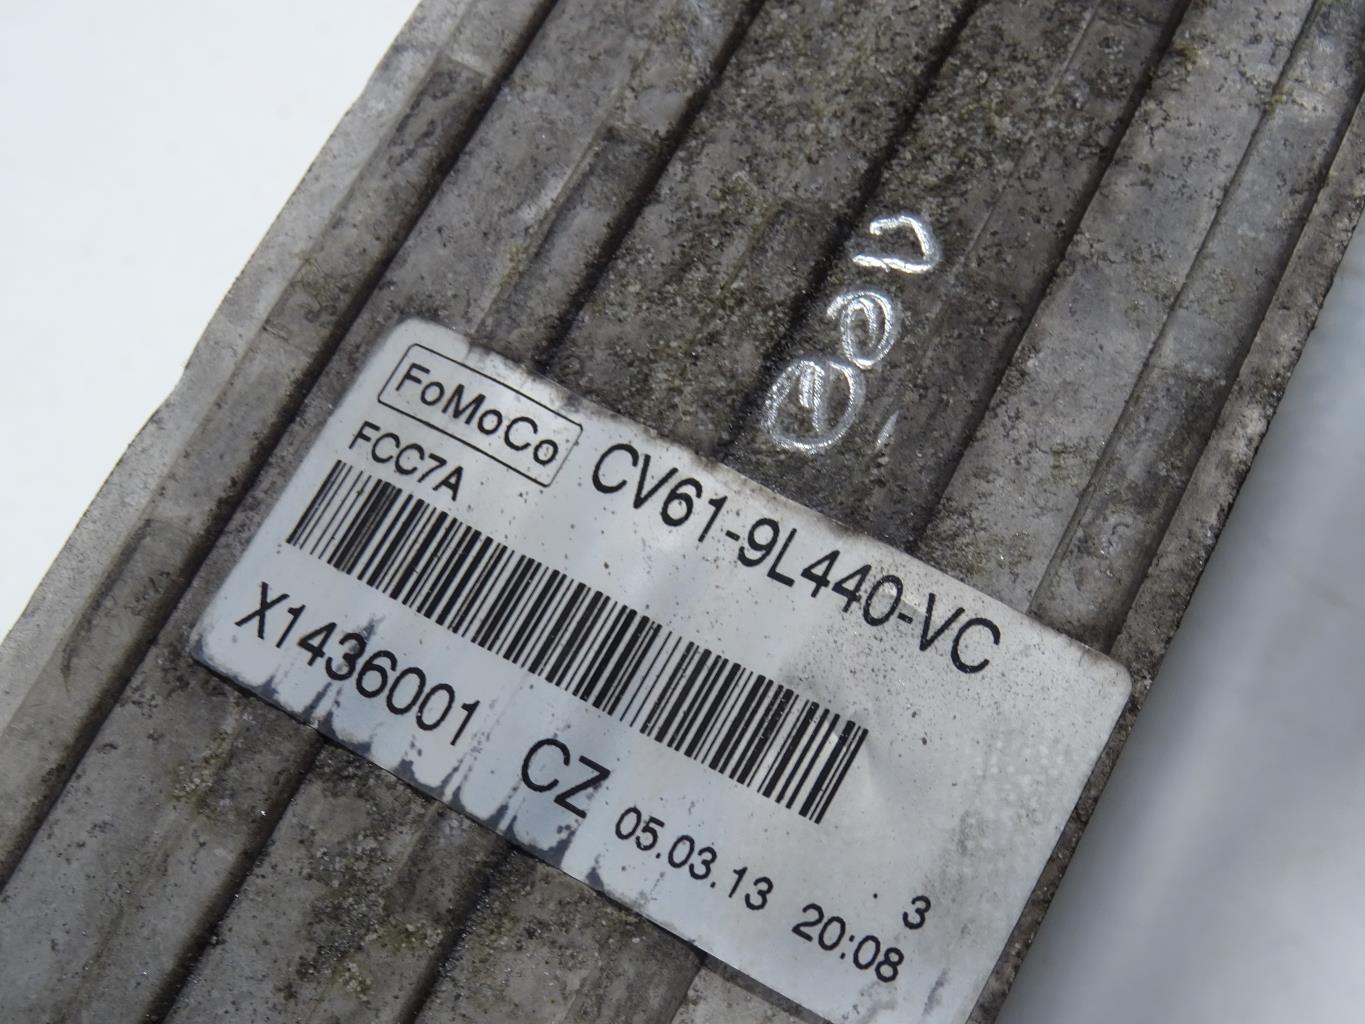 FoMoCo CV61-9L440-VC
FCC7A
X1436001 CZ 05.03.13 20:08
3